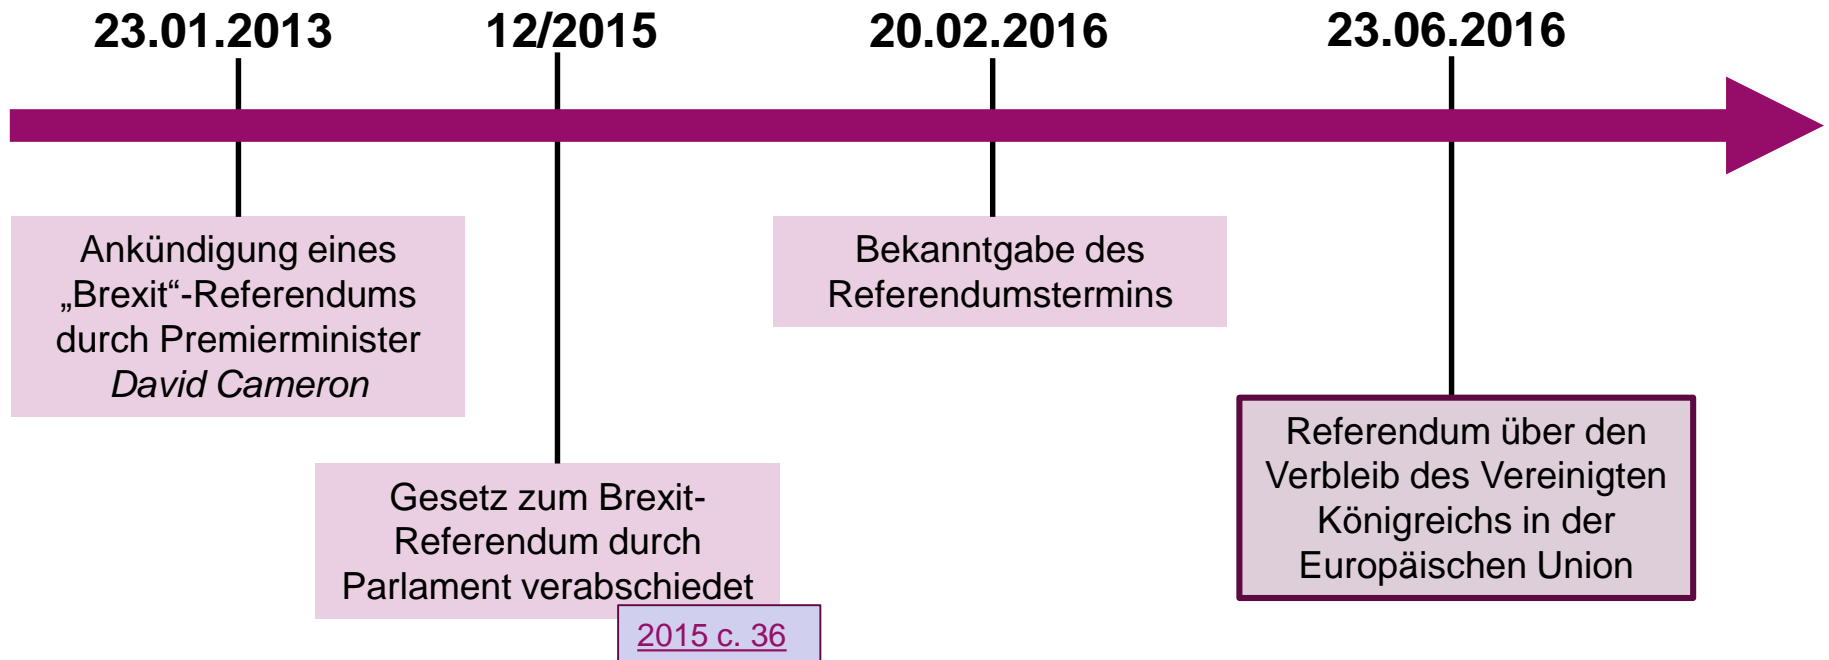 23.01.2013
12/2015
20.02.2016
23.06.2016
Ankündigung eines
„Brexit“-Referendums
durch Premierminister
David Cameron
Gesetz zum Brexit-
Referendum durch
Parlament verabschiedet
2015 c. 36
Bekanntgabe des
Referendumstermins
Referendum über den
Verbleib des Vereinigten
Königreichs in der
Europäischen Union